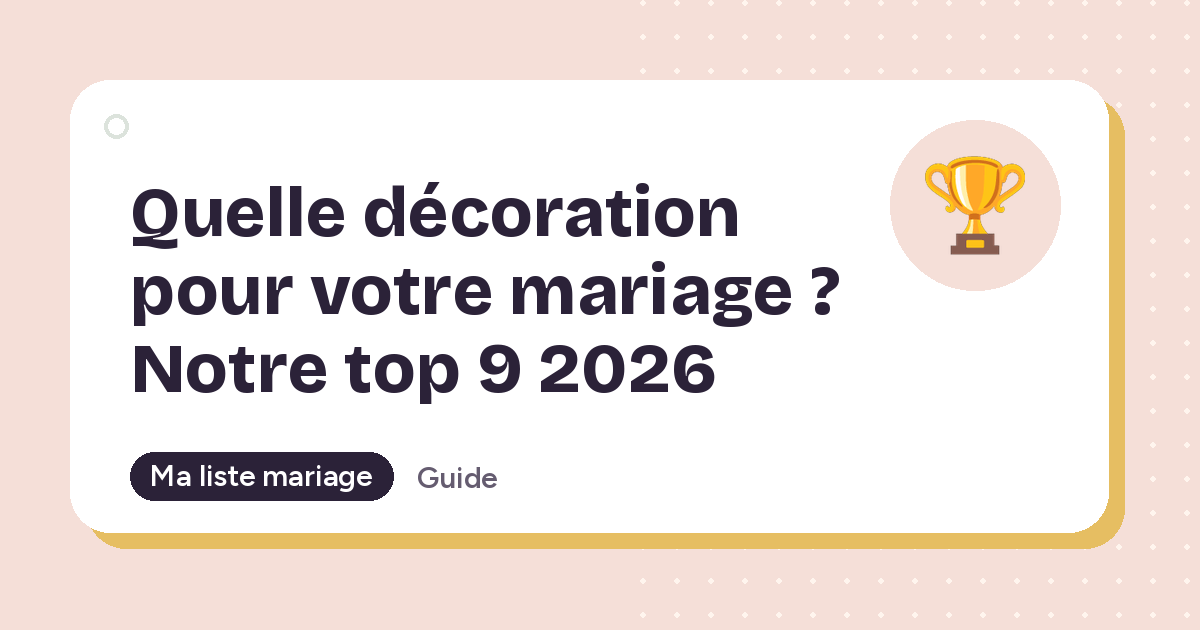 Quelle décoration
pour votre mariage ?
Notre top 9 2026
Ma liste mariage
Guide